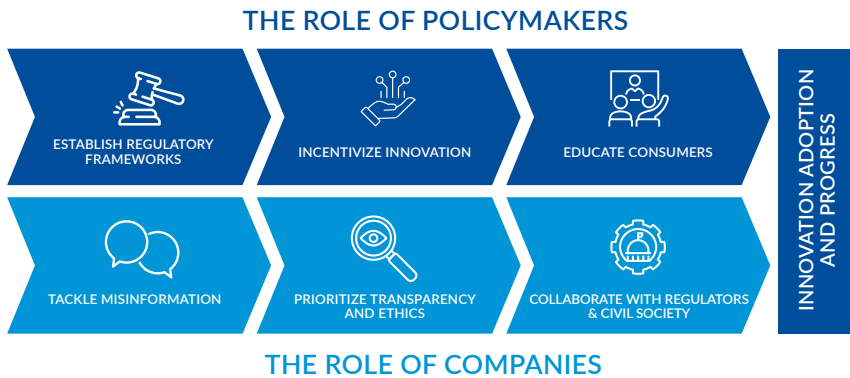 THE ROLE OF POLICYMAKERS
ESTABLISH REGULATORY
FRAMEWORKS
INCENTIVIZE INNOVATION
EDUCATE CONSUMERS
INNOVATION ADOPTION
AND PROGRESS
TACKLE MISINFORMATION
PRIORITIZE TRANSPARENCY
AND ETHICS
COLLABORATE WITH REGULATORS
& CIVIL SOCIETY
THE ROLE OF COMPANIES